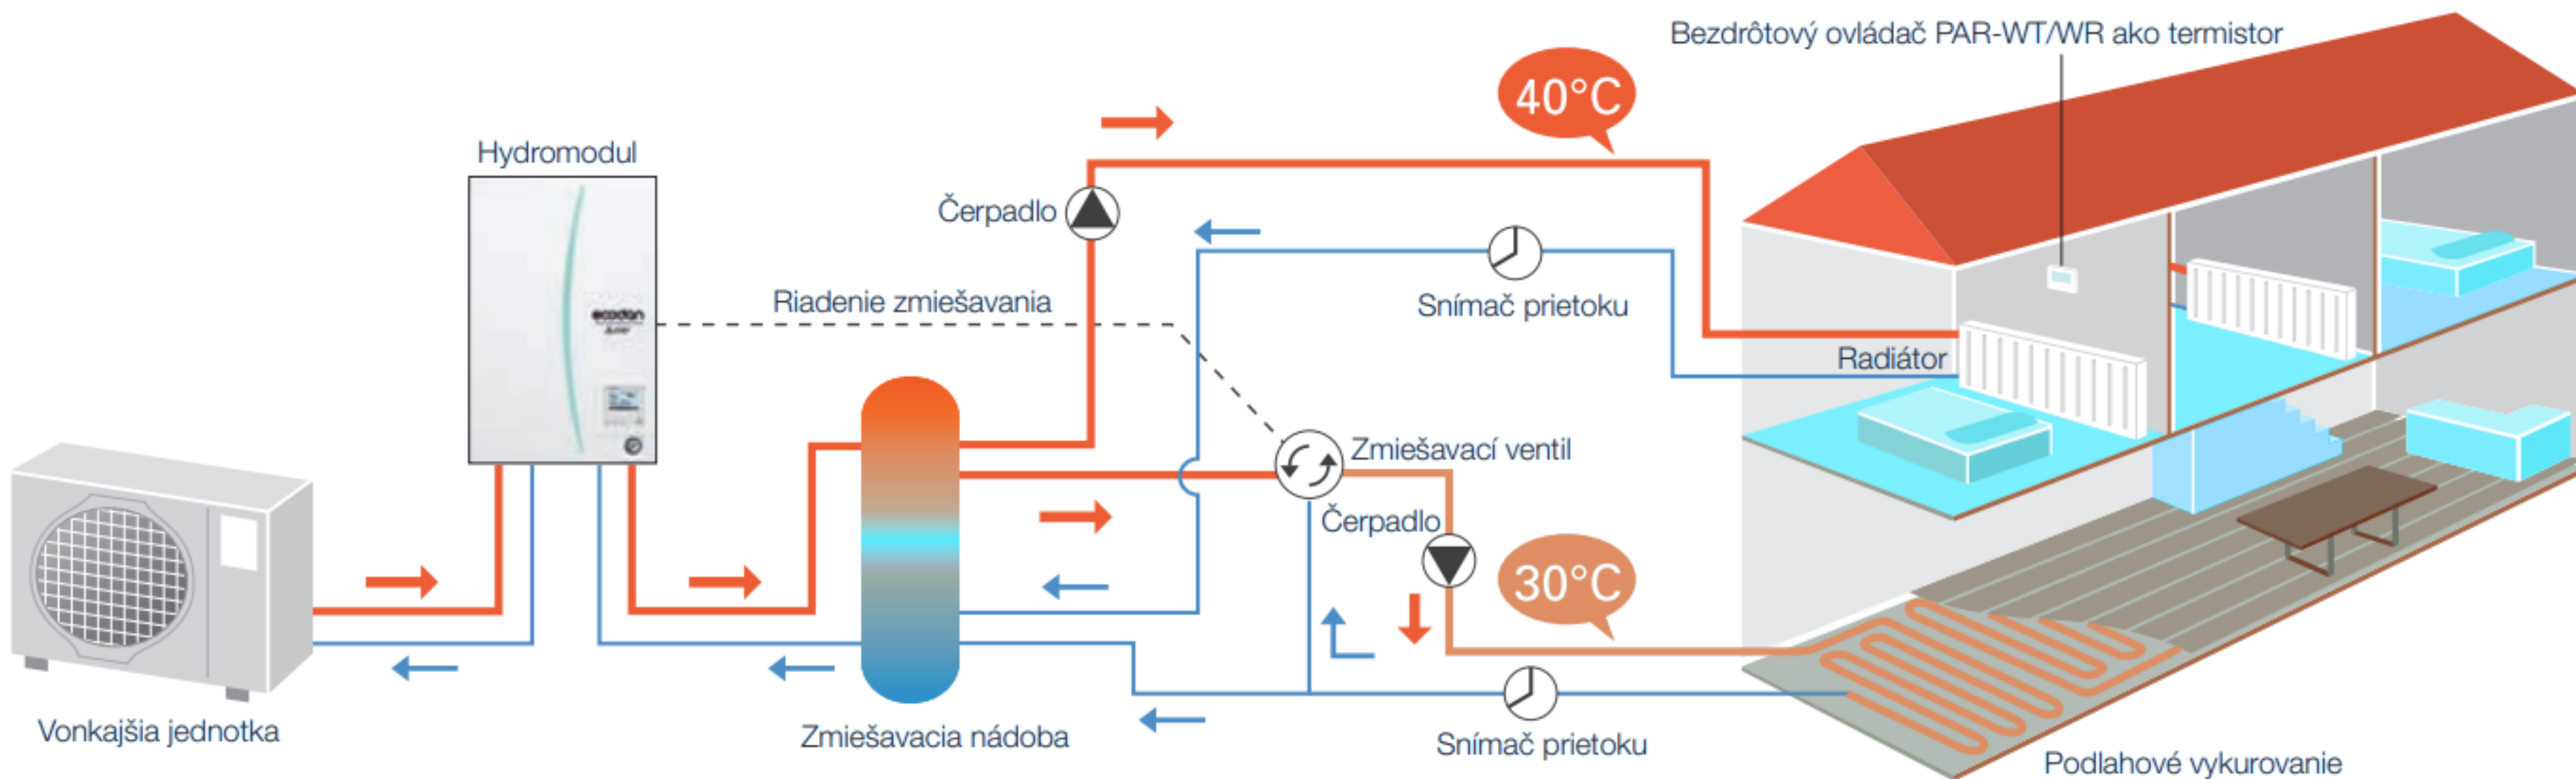 Bezdrôtový ovládač PAR-WT/WR ako termistor
40°C
Hydromodul
Čerpadlo
Riadenie zmiešavania
Snímač prietoku
ecodan
Radiátor
Zmiešavací ventil
Čerpadlo
30°C
Vonkajšia jednotka
Zmiešavacia nádoba
Snímač prietoku
Podlahové vykurovanie